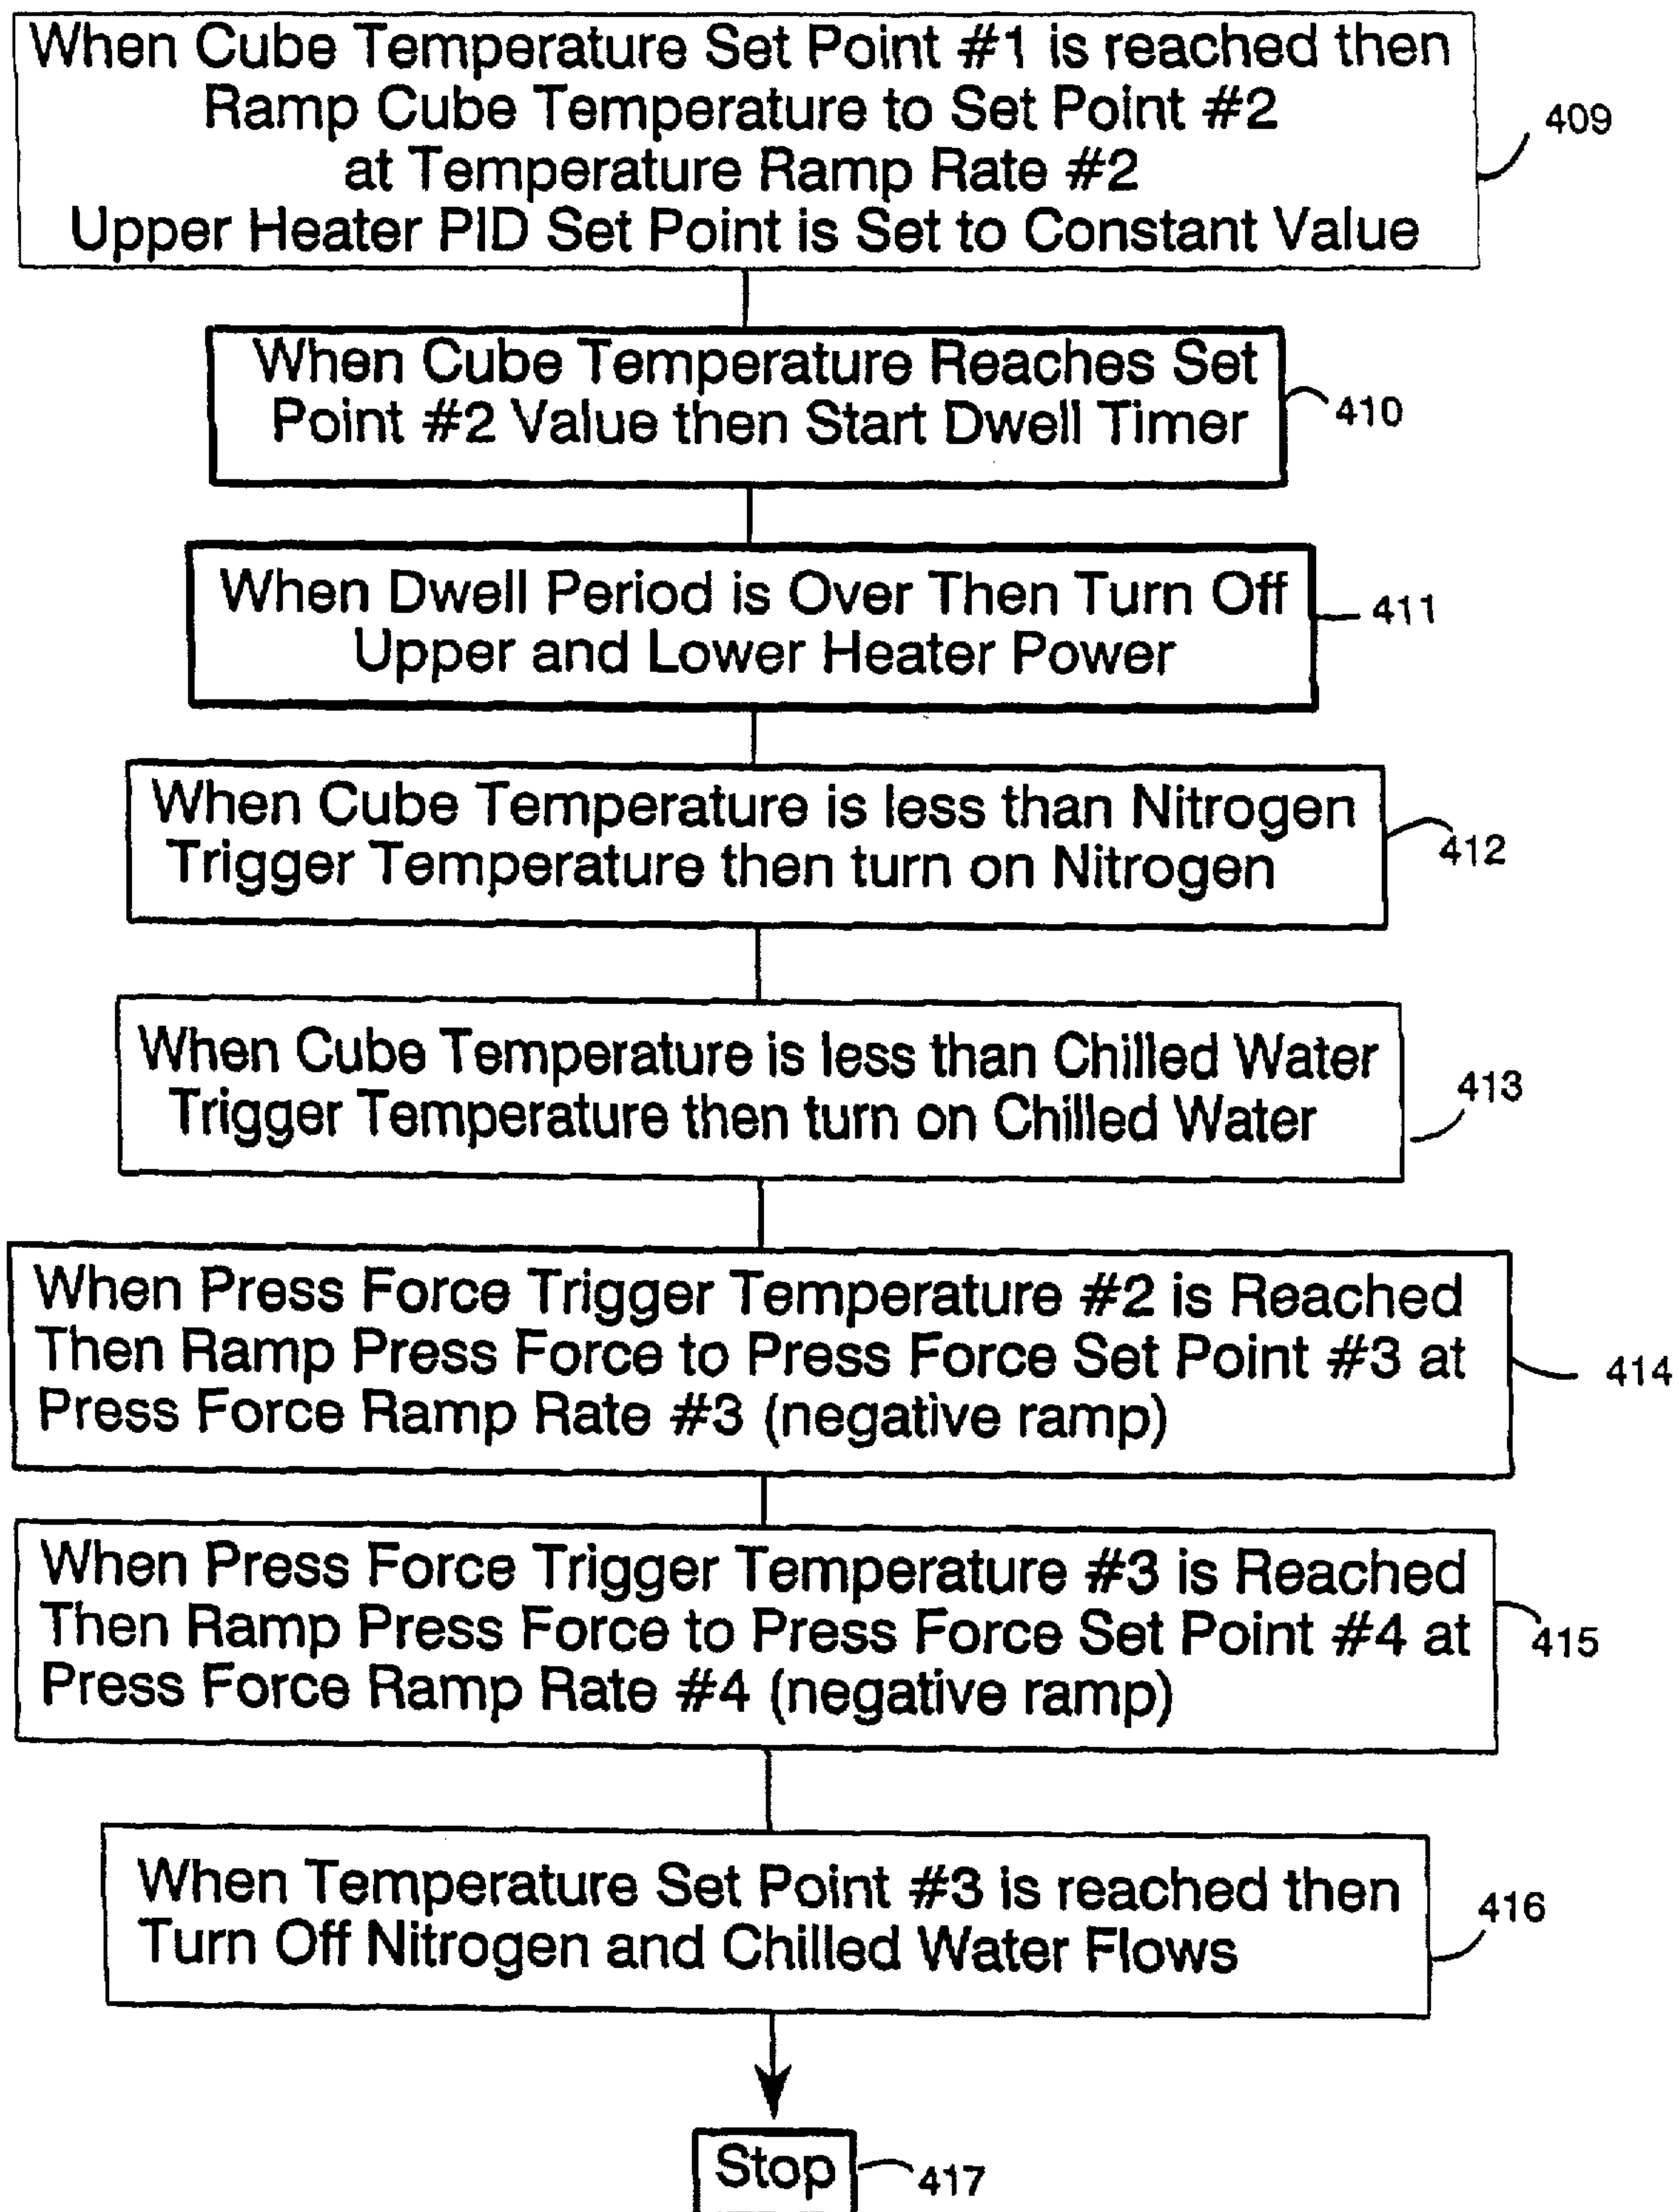 When Cube Temperature Set Point #1 is reached then
Ramp Cube Temperature to Set Point #2
at Temperature Ramp Rate #2
Upper Heater PID Set Point is Set to Constant Value
409
When Cube Temperature Reaches Set
Point #2 Value then Start Dwell Timer
410
When Dwell Period is Over Then Turn Off
Upper and Lower Heater Power
411
When Cube Temperature is less than Nitrogen
Trigger Temperature then turn on Nitrogen
412
When Cube Temperature is less than Chilled Water
Trigger Temperature then turn on Chilled Water
413
When Press Force Trigger Temperature #2 is Reached
Then Ramp Press Force to Press Force Set Point #3 at
Press Force Ramp Rate #3 (negative ramp)
414
When Press Force Trigger Temperature #3 is Reached
Then Ramp Press Force to Press Force Set Point #4 at
Press Force Ramp Rate #4 (negative ramp)
415
When Temperature Set Point #3 is reached then
Turn Off Nitrogen and Chilled Water Flows
416
Stop
417